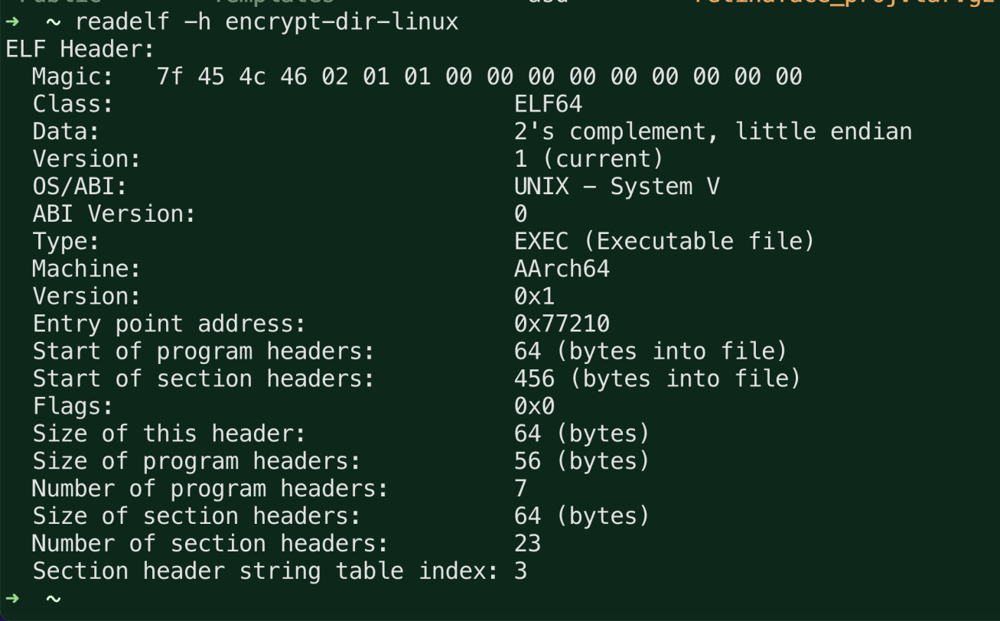 ➜  ~ readelf -h encrypt-dir-linux
ELF Header:
  Magic:   7f 45 4c 46 02 01 01 00 00 00 00 00 00 00 00 00
  Class:                             ELF64
  Data:                              2's complement, little endian
  Version:                           1 (current)
  OS/ABI:                            UNIX - System V
  ABI Version:                       0
  Type:                              EXEC (Executable file)
  Machine:                           AArch64
  Version:                           0x1
  Entry point address:               0x77210
  Start of program headers:          64 (bytes into file)
  Start of section headers:          456 (bytes into file)
  Flags:                             0x0
  Size of this header:               64 (bytes)
  Size of program headers:           56 (bytes)
  Number of program headers:         7
  Size of section headers:           64 (bytes)
  Number of section headers:         23
  Section header string table index: 3
➜  ~